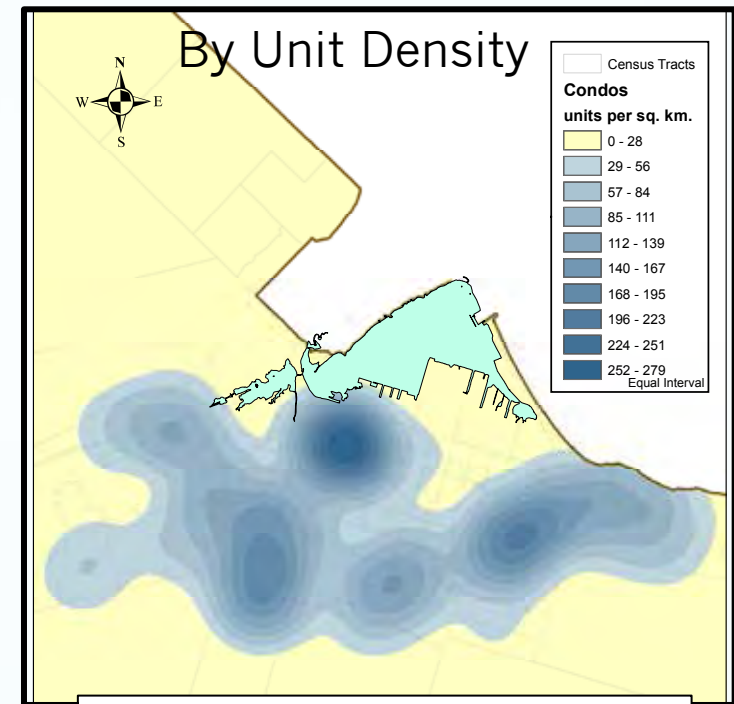 By Unit Density
N
W E
S
Census Tracts
Condos
units per sq. km.
0 - 28
29 - 56
57 - 84
85 - 111
112 - 139
140 - 167
168 - 195
196 - 223
224 - 251
252 - 279
Equal Interval